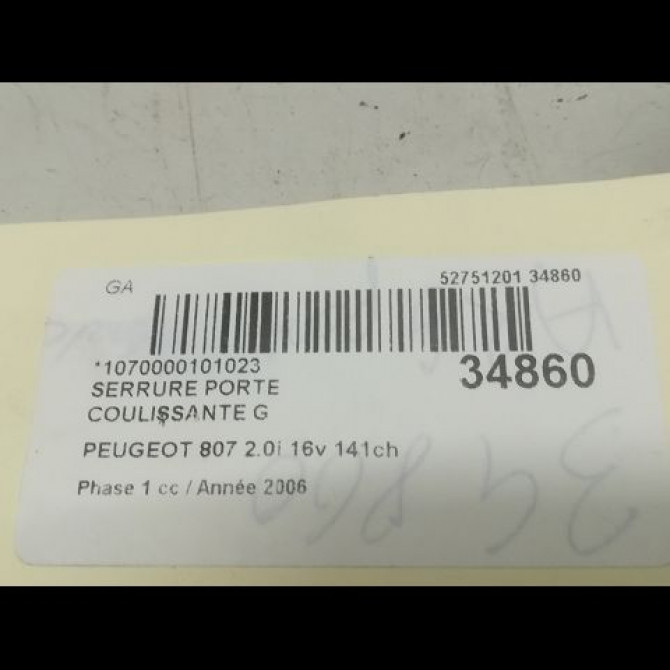 GA
52751201 34860
*1070000101023
34860
SERRURE PORTE
COULISSANTE G
PEUGEOT 807 2.0i 16v 141ch
Phase 1 cc / Année 2006
34860